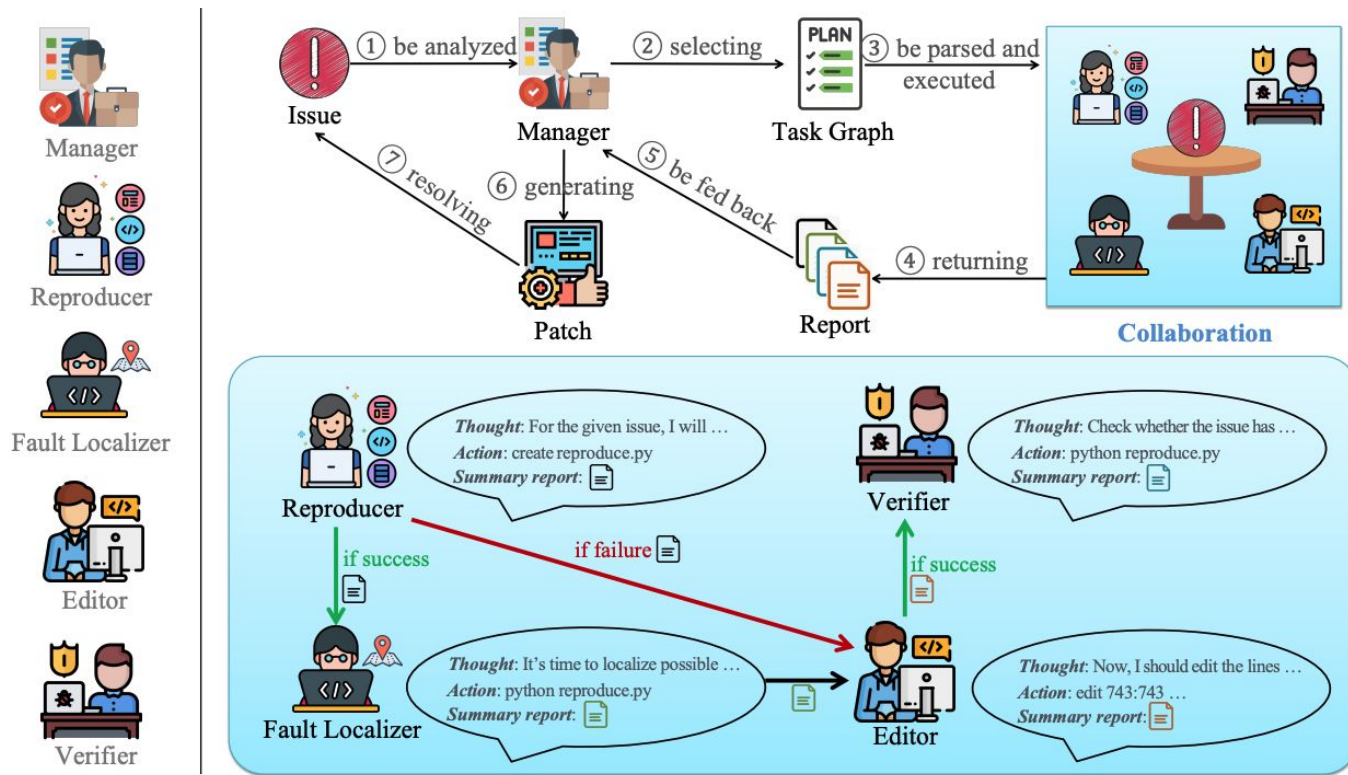 Manager
Reproducer
Fault Localizer
Editor
Verifier
① be analyzed
② selecting
PLAN
③ be parsed and
executed
Issue
Manager
Task Graph
⑦ resolving
⑥ generating
⑤ be fed back
④ returning
Patch
Report
Collaboration
Thought: For the given issue, I will …
Action: create reproduce.py
Summary report:
Reproducer
Thought: Check whether the issue has …
Action: python reproduce.py
Summary report:
Verifier
if success
if failure
if success
Thought: It's time to localize possible …
Action: python reproduce.py
Summary report:
Fault Localizer
Thought: Now, I should edit the lines …
Action: edit 743:743 …
Summary report:
Editor